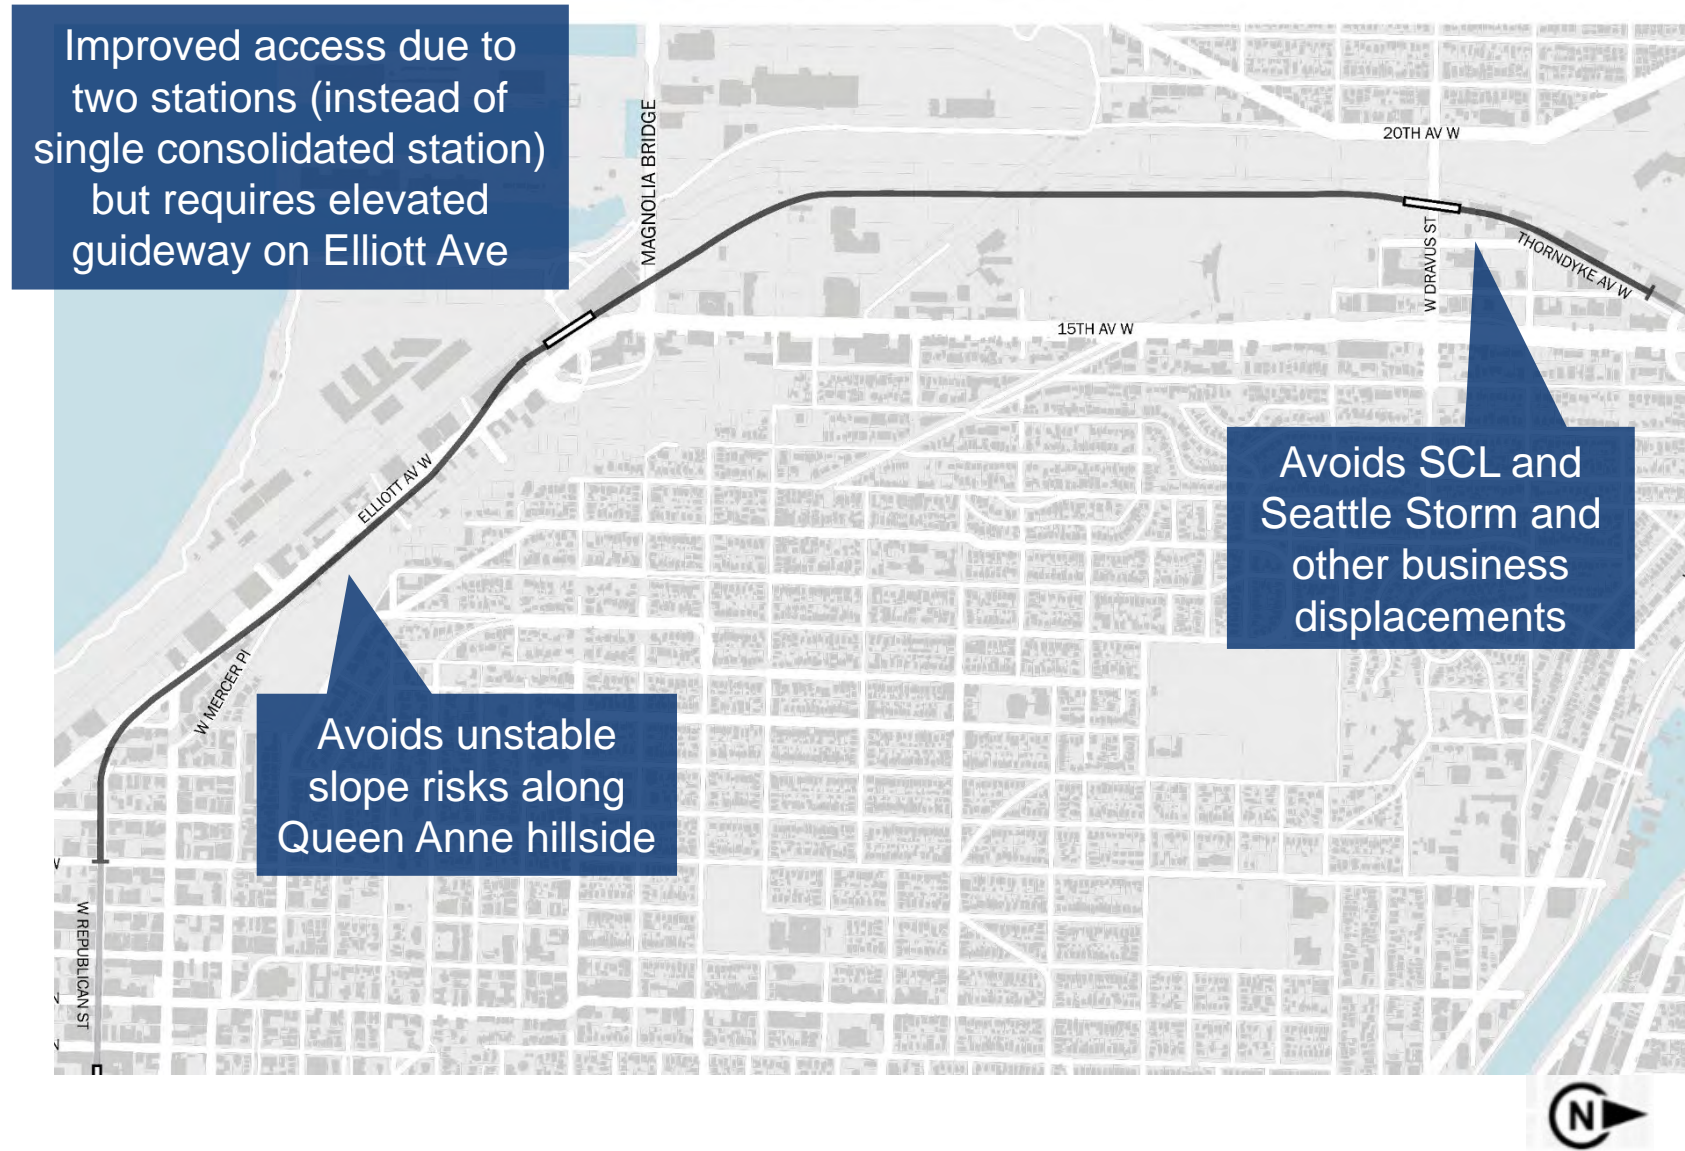 Improved access due to
two stations (instead of
single consolidated station)
but requires elevated
guideway on Elliott Ave
MAGNOLIA BRIDGE
20TH AV W
W DRAVUS ST
THORNDYKE AV W
15TH AV W
ELLIOTT AV W
Avoids SCL and
Seattle Storm and
other business
displacements
W MERCER Pl
Avoids unstable
slope risks along
Queen Anne hillside
W REPUBLICAN ST
N